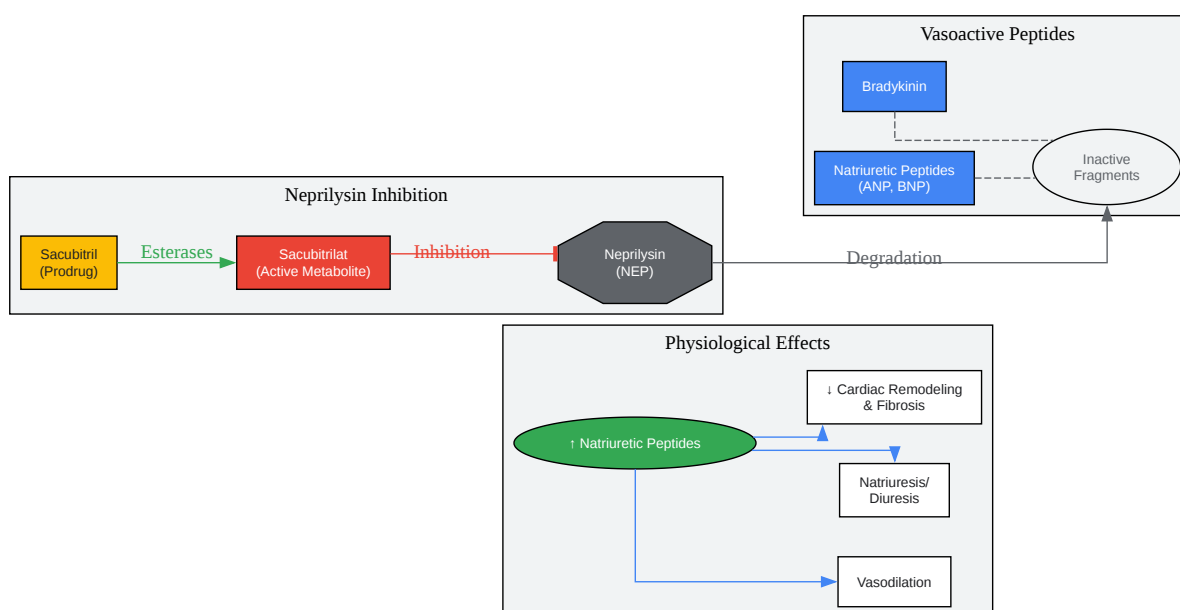 Vasoactive Peptides
Bradykinin
Natriuretic Peptides
(ANP, BNP)
Inactive
Fragments
Neprilysin Inhibition
Sacubitril
(Prodrug)
Esterases
Sacubitrilat
(Active Metabolite)
Inhibition
Neprilysin
(NEP)
Degradation
Physiological Effects
↑ Natriuretic Peptides
↓ Cardiac Remodeling
& Fibrosis
Natriuresis/
Diuresis
Vasodilation